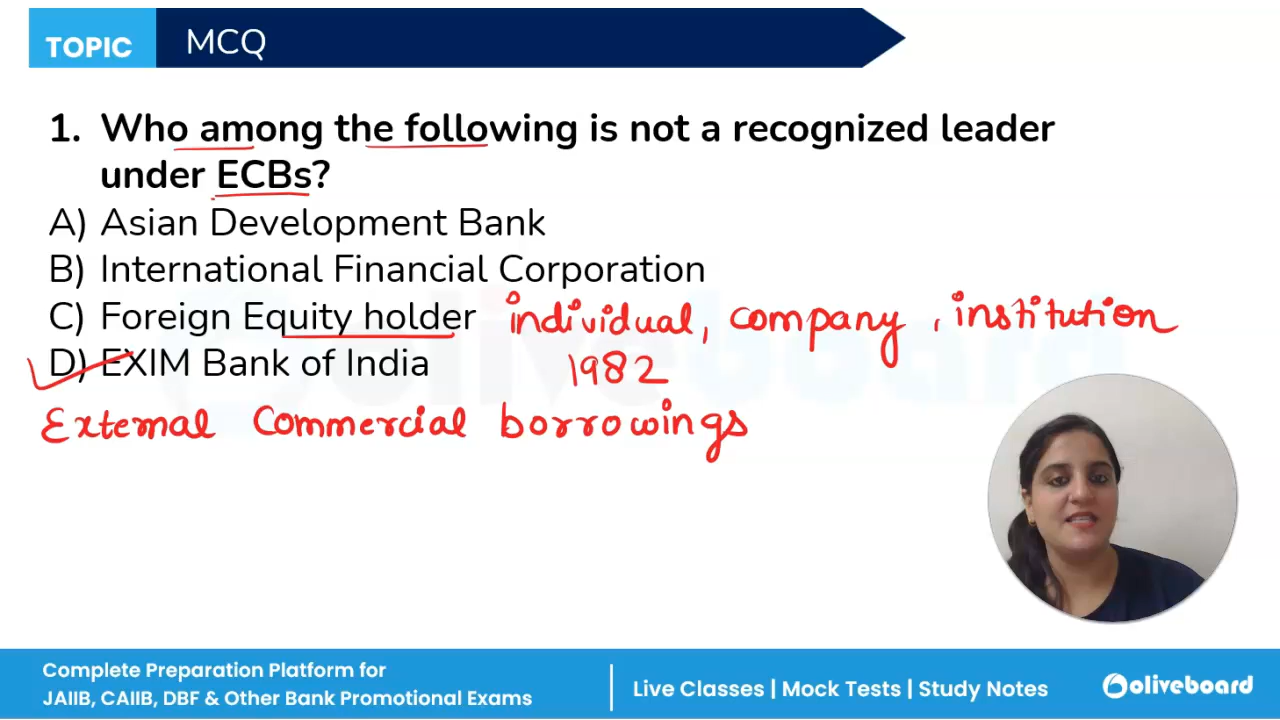 TOPIC MCQ
1. Who among the following is not a recognized leader
under ECBs?
A) Asian Development Bank
B) International Financial Corporation
C) Foreign Equity holder individual, company, institution
D) EXIM Bank of India 1982
External Commercial borrowings
Complete Preparation Platform for
JAIIB, CAIIB, DBF & Other Bank Promotional Exams
Live Classes | Mock Tests | Study Notes
oliveboard